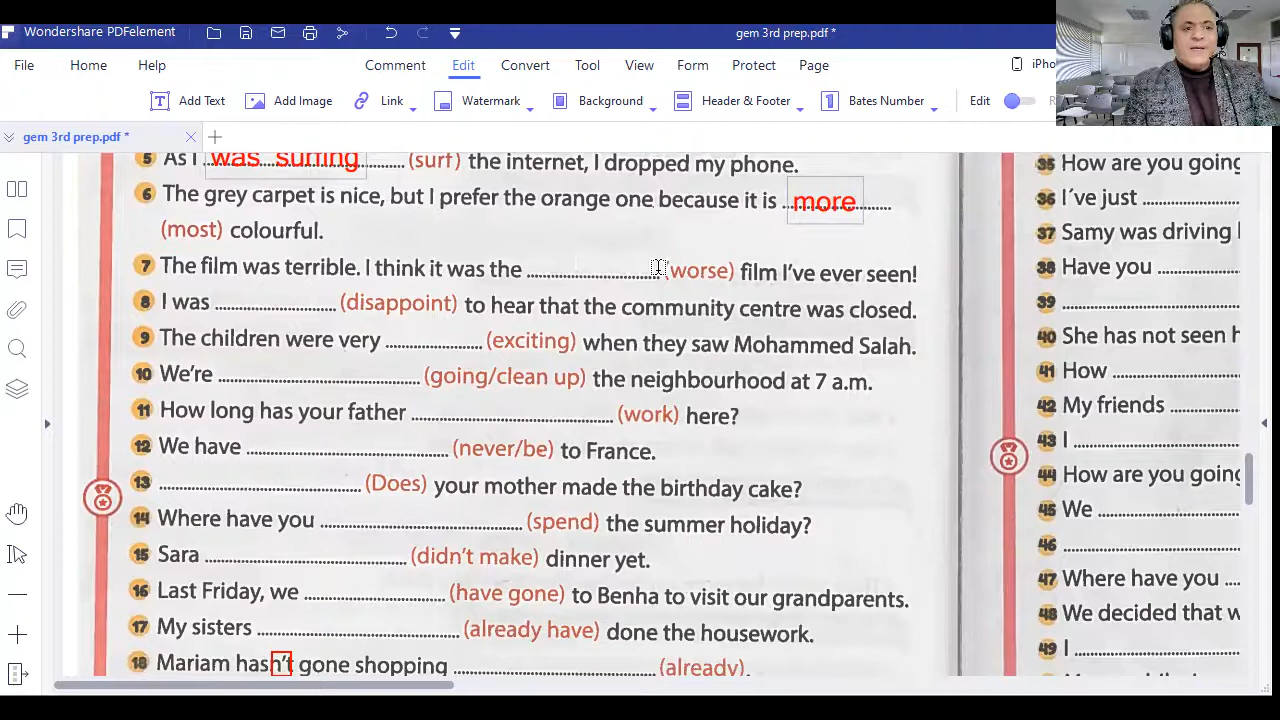 Wondershare PDFelement
gem 3rd prep.pdf *
File Home Help Comment Edit Convert Tool View Form Protect Page iPho
Add Text Add Image Link Watermark Background Header & Footer Bates Number Edit
gem 3rd prep.pdf *
5 As I was surfing (surf) the internet, I dropped my phone.
6 The grey carpet is nice, but I prefer the orange one because it is more
(most) colourful.
7 The film was terrible. I think it was the .......................... (worse) film I've ever seen!
8 I was ........................ (disappoint) to hear that the community centre was closed.
9 The children were very ................... (exciting) when they saw Mohammed Salah.
10 We're ........................................ (going/clean up) the neighbourhood at 7 a.m.
11 How long has your father ........................................ (work) here?
12 We have ........................................ (never/be) to France.
13 ........................................ (Does) your mother made the birthday cake?
14 Where have you ........................................ (spend) the summer holiday?
15 Sara ........................................ (didn't make) dinner yet.
16 Last Friday, we ............................ (have gone) to Benha to visit our grandparents.
17 My sisters ........................................ (already have) done the housework.
18 Mariam hasn't gone shopping ........................................ (already).
35 How are you going
36 I've just ....................
37 Samy was driving
38 Have you ................
39 ....................................
40 She has not seen
41 How .........................
42 My friends ..............
43 I .................................
44 How are you going
45 We ............................
46 ....................................
47 Where have you ...
48 We decided that
49 I .................................